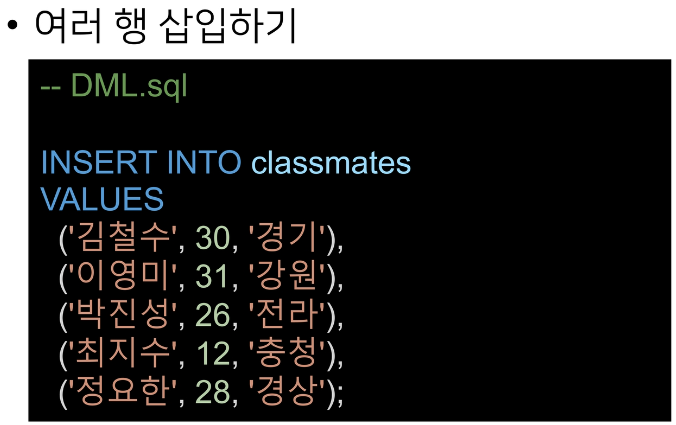 • 여러 행 삽입하기
-- DML.sql
INSERT INTO classmates
VALUES
('김철수', 30, '경기'),
('이영미', 31, '강원'),
('박진성', 26, '전라'),
('최지수', 12, '충청'),
('정요한', 28, '경상');